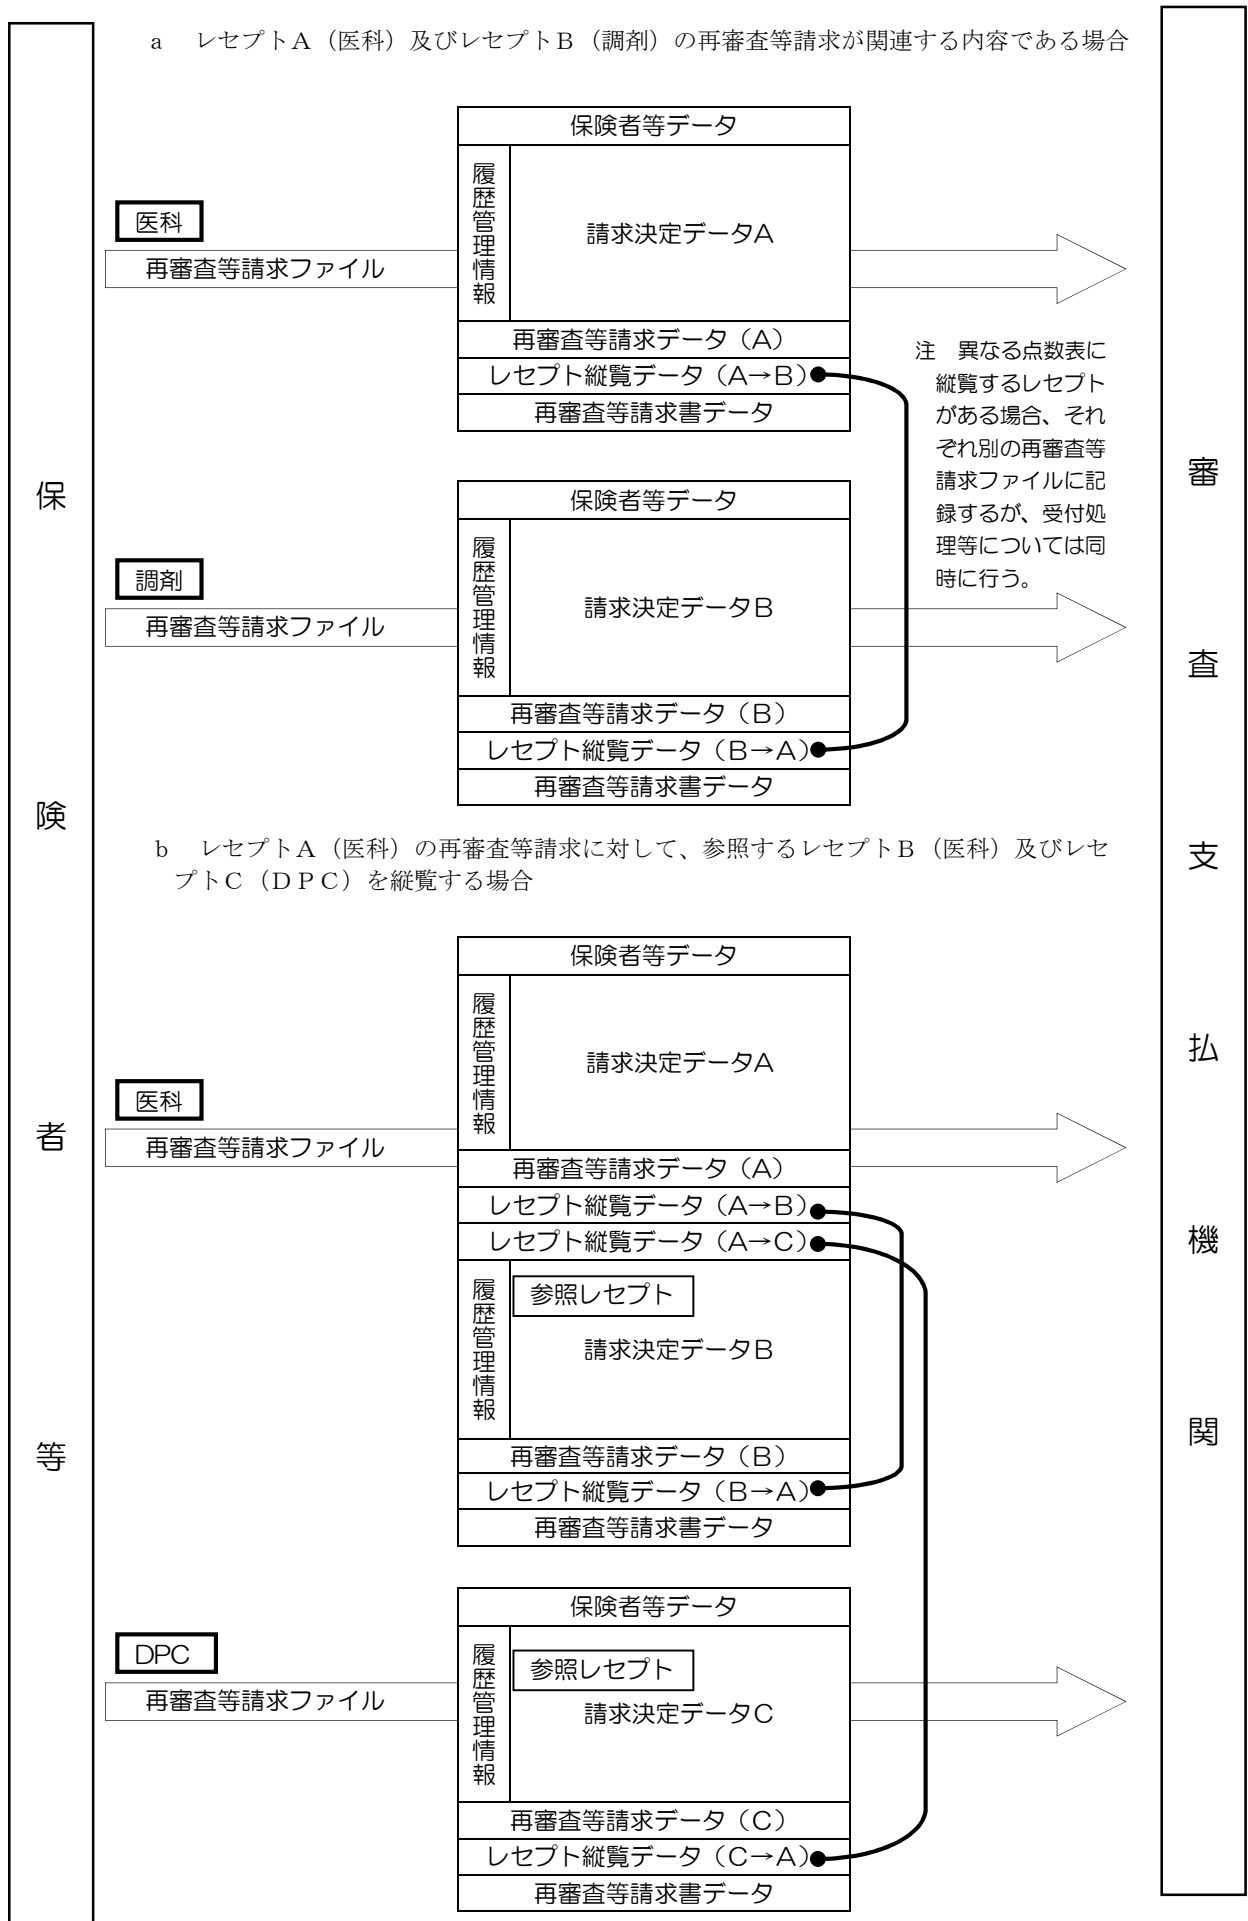 a　レセプトA（医科）及びレセプトB（調剤）の再審査等請求が関連する内容である場合
保険者等
審査支払機関
医科
再審査等請求ファイル
保険者等データ
履歴管理情報
請求決定データA
再審査等請求データ（A）
レセプト縦覧データ（A→B）
再審査等請求書データ
注　異なる点数表に
縦覧するレセプト
がある場合、それ
ぞれ別の再審査等
請求ファイルに記
録するが、受付処
理等については同
時に行う。
調剤
再審査等請求ファイル
保険者等データ
履歴管理情報
請求決定データB
再審査等請求データ（B）
レセプト縦覧データ（B→A）
再審査等請求書データ
b　レセプトA（医科）の再審査等請求に対して、参照するレセプトB（医科）及びレセ
プトC（ＤＰＣ）を縦覧する場合
医科
再審査等請求ファイル
保険者等データ
履歴管理情報
請求決定データA
再審査等請求データ（A）
レセプト縦覧データ（A→B）
レセプト縦覧データ（A→C）
履歴管理情報
参照レセプト
請求決定データB
再審査等請求データ（B）
レセプト縦覧データ（B→A）
再審査等請求書データ
DPC
再審査等請求ファイル
保険者等データ
履歴管理情報
参照レセプト
請求決定データC
再審査等請求データ（C）
レセプト縦覧データ（C→A）
再審査等請求書データ